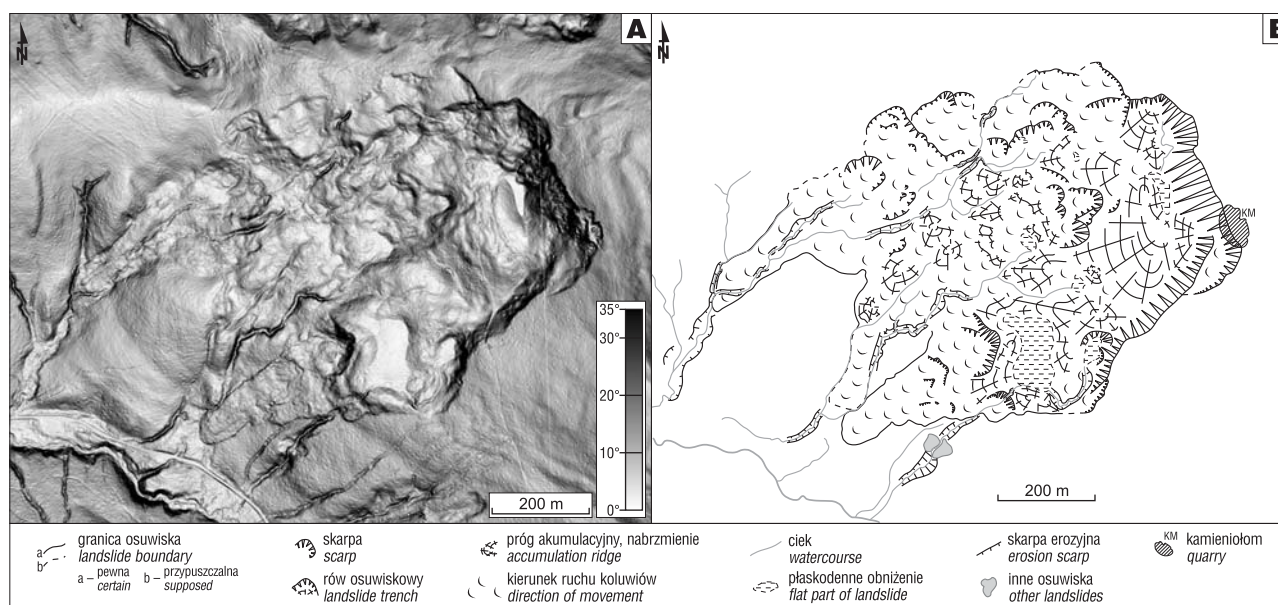 A
N
35°
30°
20°
10°
0°
200 m
B
N
KM
200 m
granica osuwiska
landslide boundary
a
b
a – pewna
certain
b – przypuszczalna
supposed
skarpa
scarp
rów osuwiskowy
landslide trench
próg akumulacyjny, nabrzmienie
accumulation ridge
kierunek ruchu koluwiów
direction of movement
ciek
watercourse
płaskodenne obniżenie
flat part of landslide
skarpa erozyjna
erosion scarp
inne osuwiska
other landslides
KM
kamieniołom
quarry